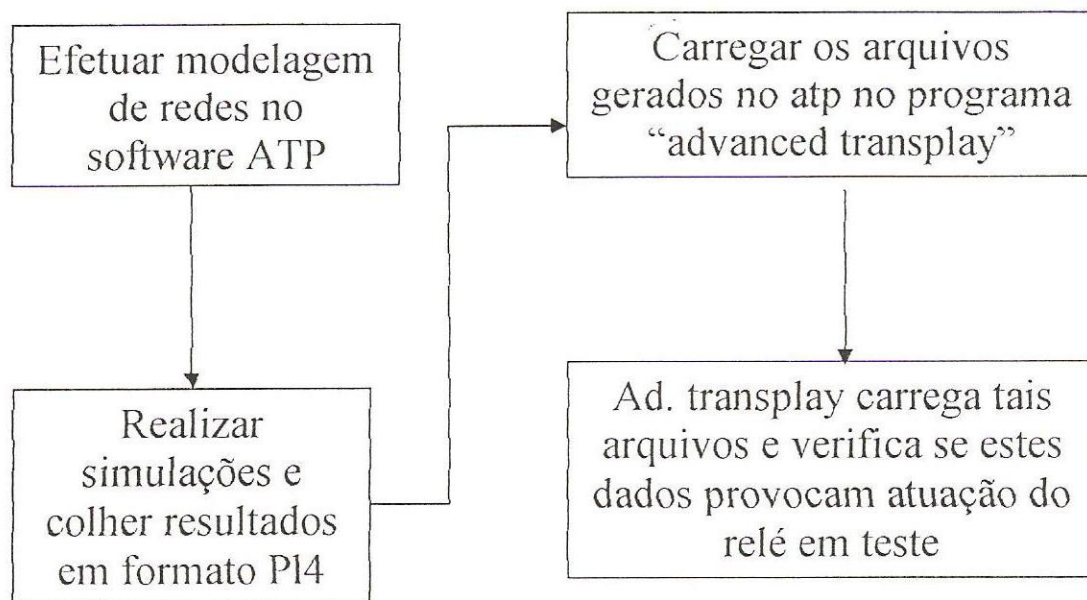 Efetuar modelagem
de redes no
software ATP
Realizar
simulações e
colher resultados
em formato Pl4
Carregar os arquivos
gerados no atp no programa
“advanced transplay”
Ad. transplay carrega tais
arquivos e verifica se estes
dados provocam atuação do
relé em teste